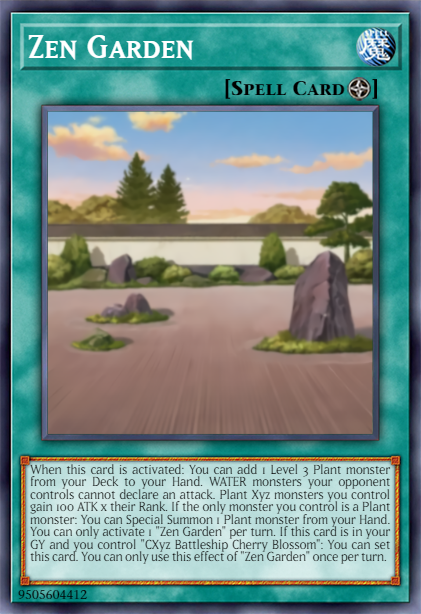 Zen Garden
魔
[Spell Card]
When this card is activated: You can add 1 Level 3 Plant monster
from your Deck to your Hand. WATER monsters your opponent
controls cannot declare an attack. Plant Xyz monsters you control
gain 100 ATK x their Rank. If the only monster you control is a Plant
monster: You can Special Summon 1 Plant monster from your Hand.
You can only activate 1 "Zen Garden" per turn. If this card is in your
GY and you control "CXyz Battleship Cherry Blossom": You can set
this card. You can only use this effect of "Zen Garden" once per turn.
9505604412